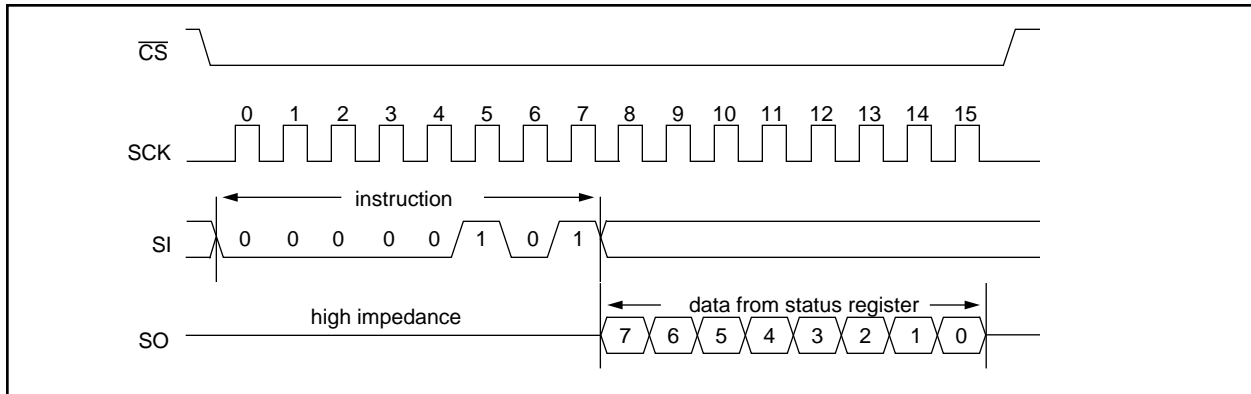 CS
0 1 2 3 4 5 6 7 8 9 10 11 12 13 14 15
SCK
instruction
SI 0 0 0 0 0 1 0 1
high impedance
data from status register
SO 7 6 5 4 3 2 1 0